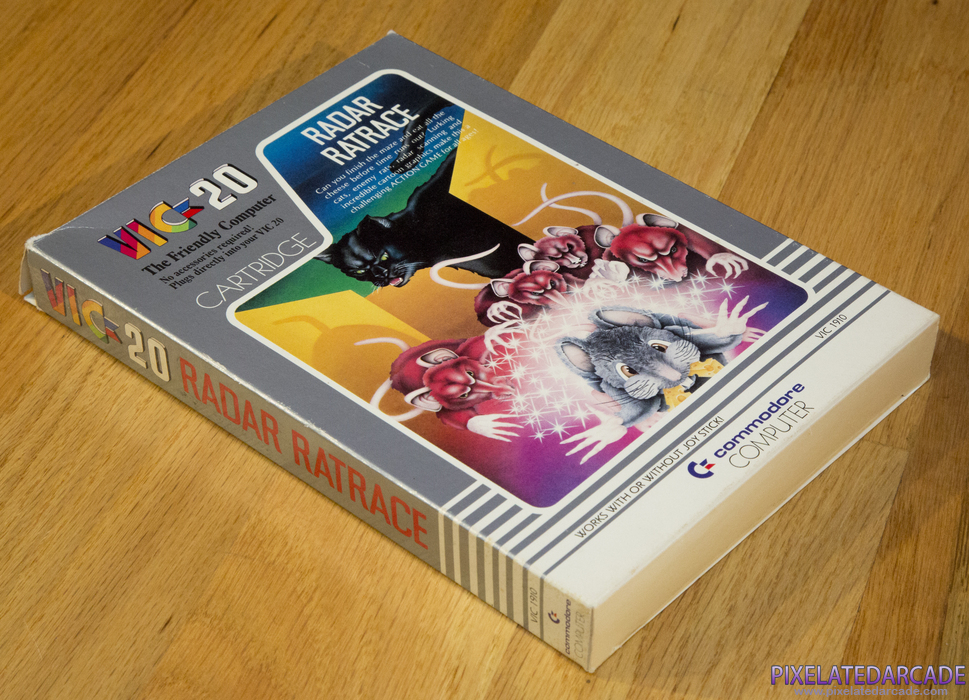 RADAR
RATRACE
Can you finish the maze and eat all the
cheese before time runs out? Lurking
cats, enemy rats, radar scanning and
incredible cartoon graphics make this a
challenging ACTION GAME for all ages!
VIC-20
The Friendly Computer
No accessories required!
Plugs directly into your VIC 20
CARTRIDGE
VIC 1910
WORKS WITH OR WITHOUT JOY STICK!
commodore
COMPUTER
VIC-20 RADAR RATRACE
VIC 1910
commodore
COMPUTER
PIXELATEDARCADE
www.pixelatedarcade.com